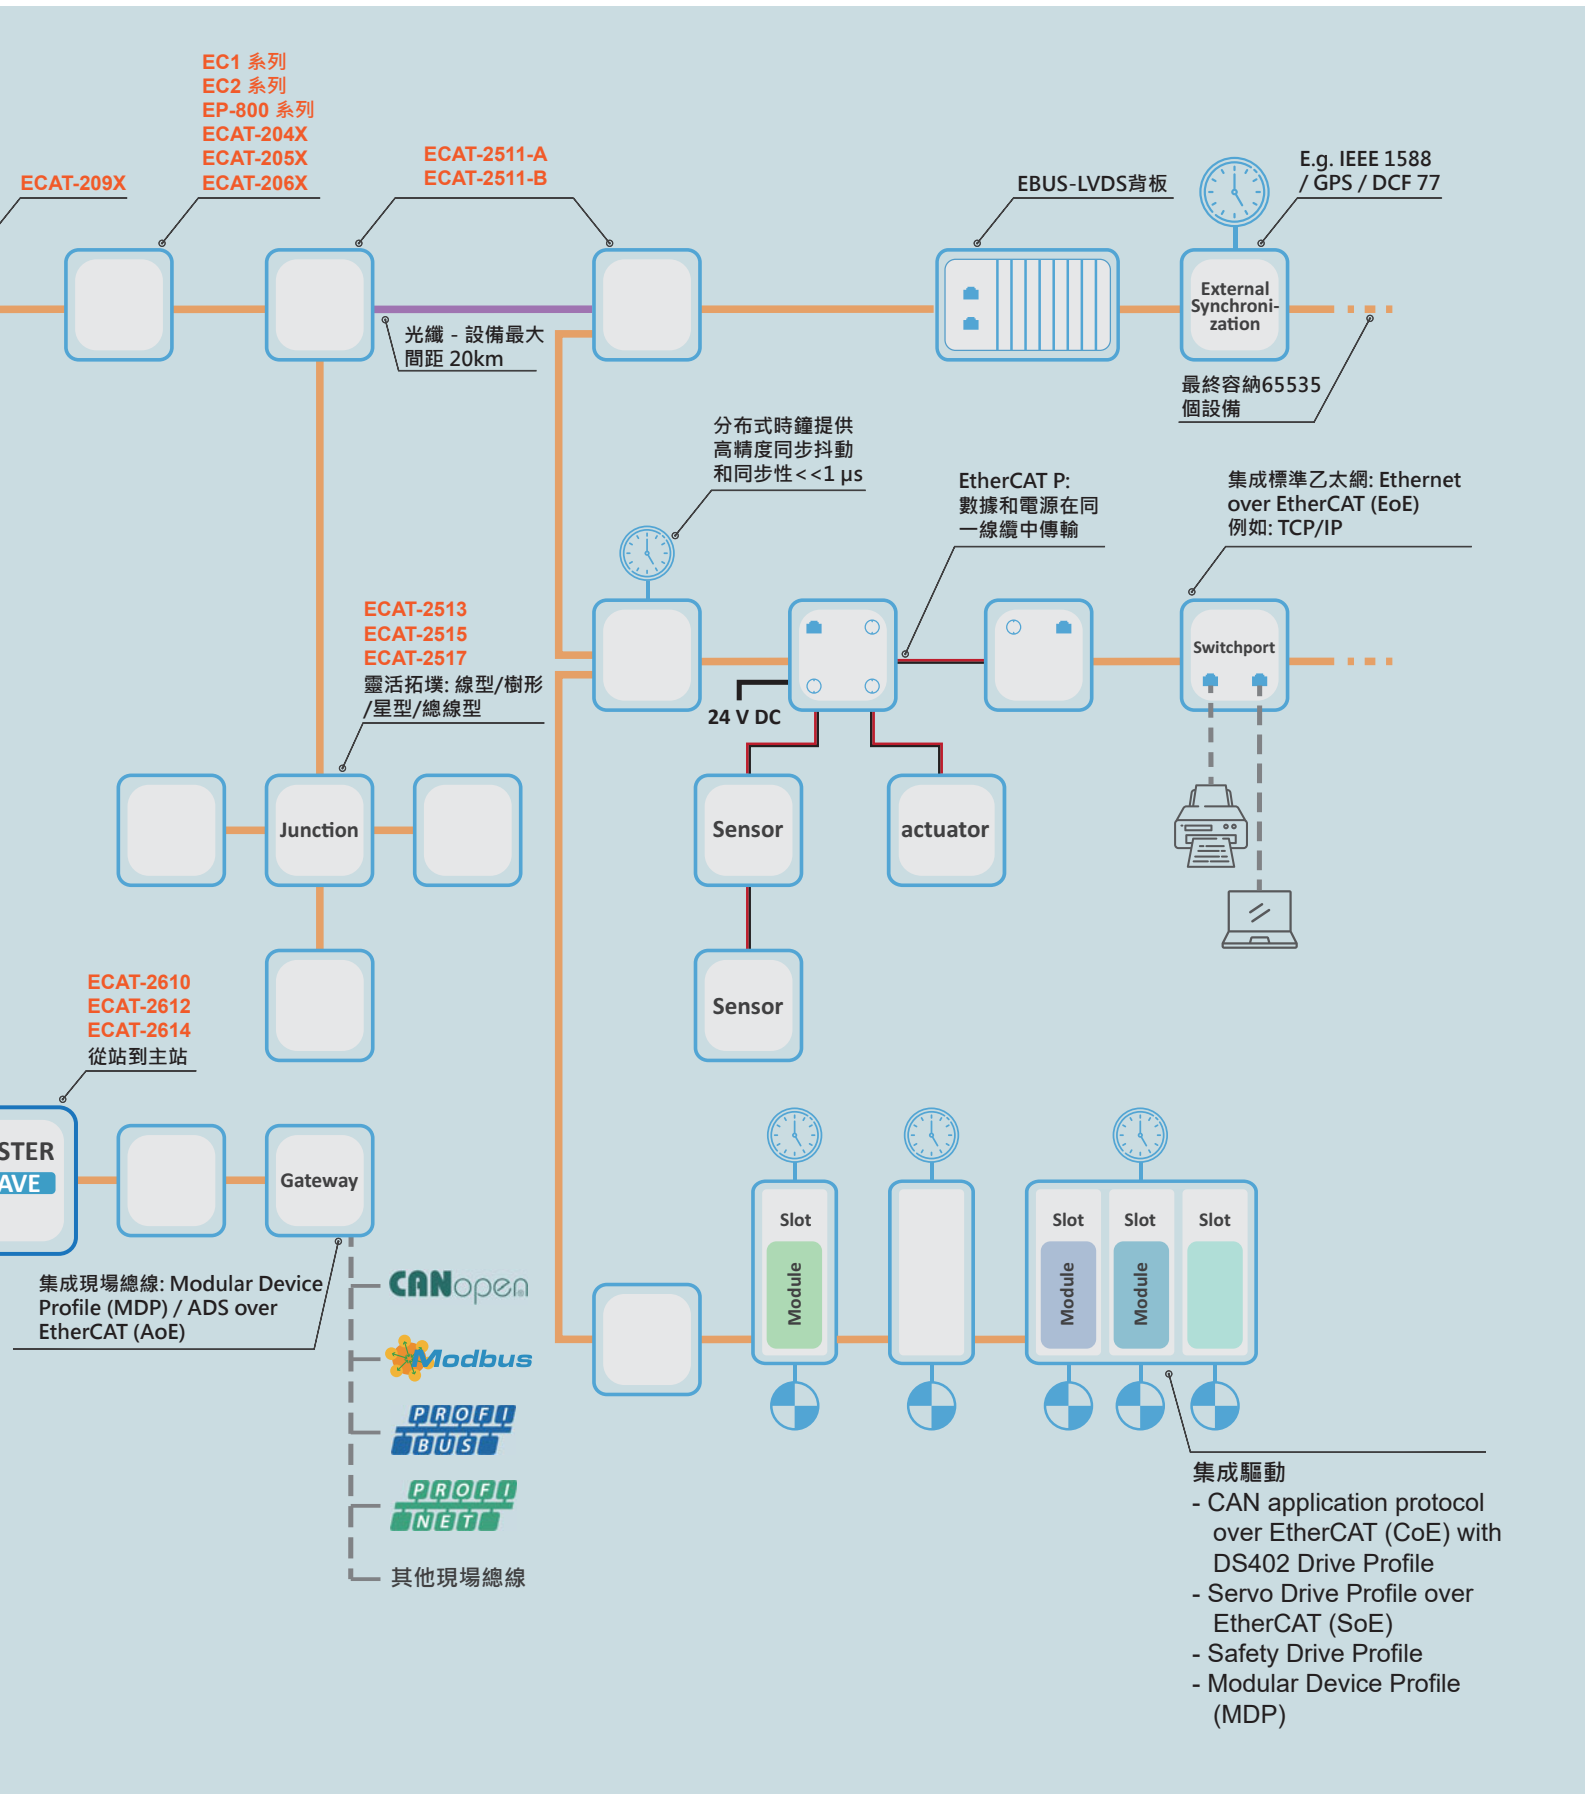 EC1 系列
EC2 系列
EP-800 系列
ECAT-204X
ECAT-205X
ECAT-206X
ECAT-209X
ECAT-2511-A
ECAT-2511-B
EBUS-LVDS背板
E.g. IEEE 1588
/ GPS / DCF 77
External
Synchroni-
zation
光纖 - 設備最大
間距 20km
最終容納65535
個設備
分布式時鐘提供
高精度同步抖動
和同步性<<1 µs
EtherCAT P:
數據和電源在同
一線纜中傳輸
集成標準乙太網: Ethernet
over EtherCAT (EoE)
例如: TCP/IP
ECAT-2513
ECAT-2515
ECAT-2517
靈活拓墣: 線型/樹形
/星型/總線型
24 V DC
Switchport
Junction
Sensor
actuator
Sensor
ECAT-2610
ECAT-2612
ECAT-2614
從站到主站
STER
AVE
Gateway
集成現場總線: Modular Device
Profile (MDP) / ADS over
EtherCAT (AoE)
CANopen
Modbus
PROFI
BUS
PROFI
NET
其他現場總線
Slot
Module
Slot
Slot
Slot
Module
Module
集成驅動
- CAN application protocol
over EtherCAT (CoE) with
DS402 Drive Profile
- Servo Drive Profile over
EtherCAT (SoE)
- Safety Drive Profile
- Modular Device Profile
(MDP)